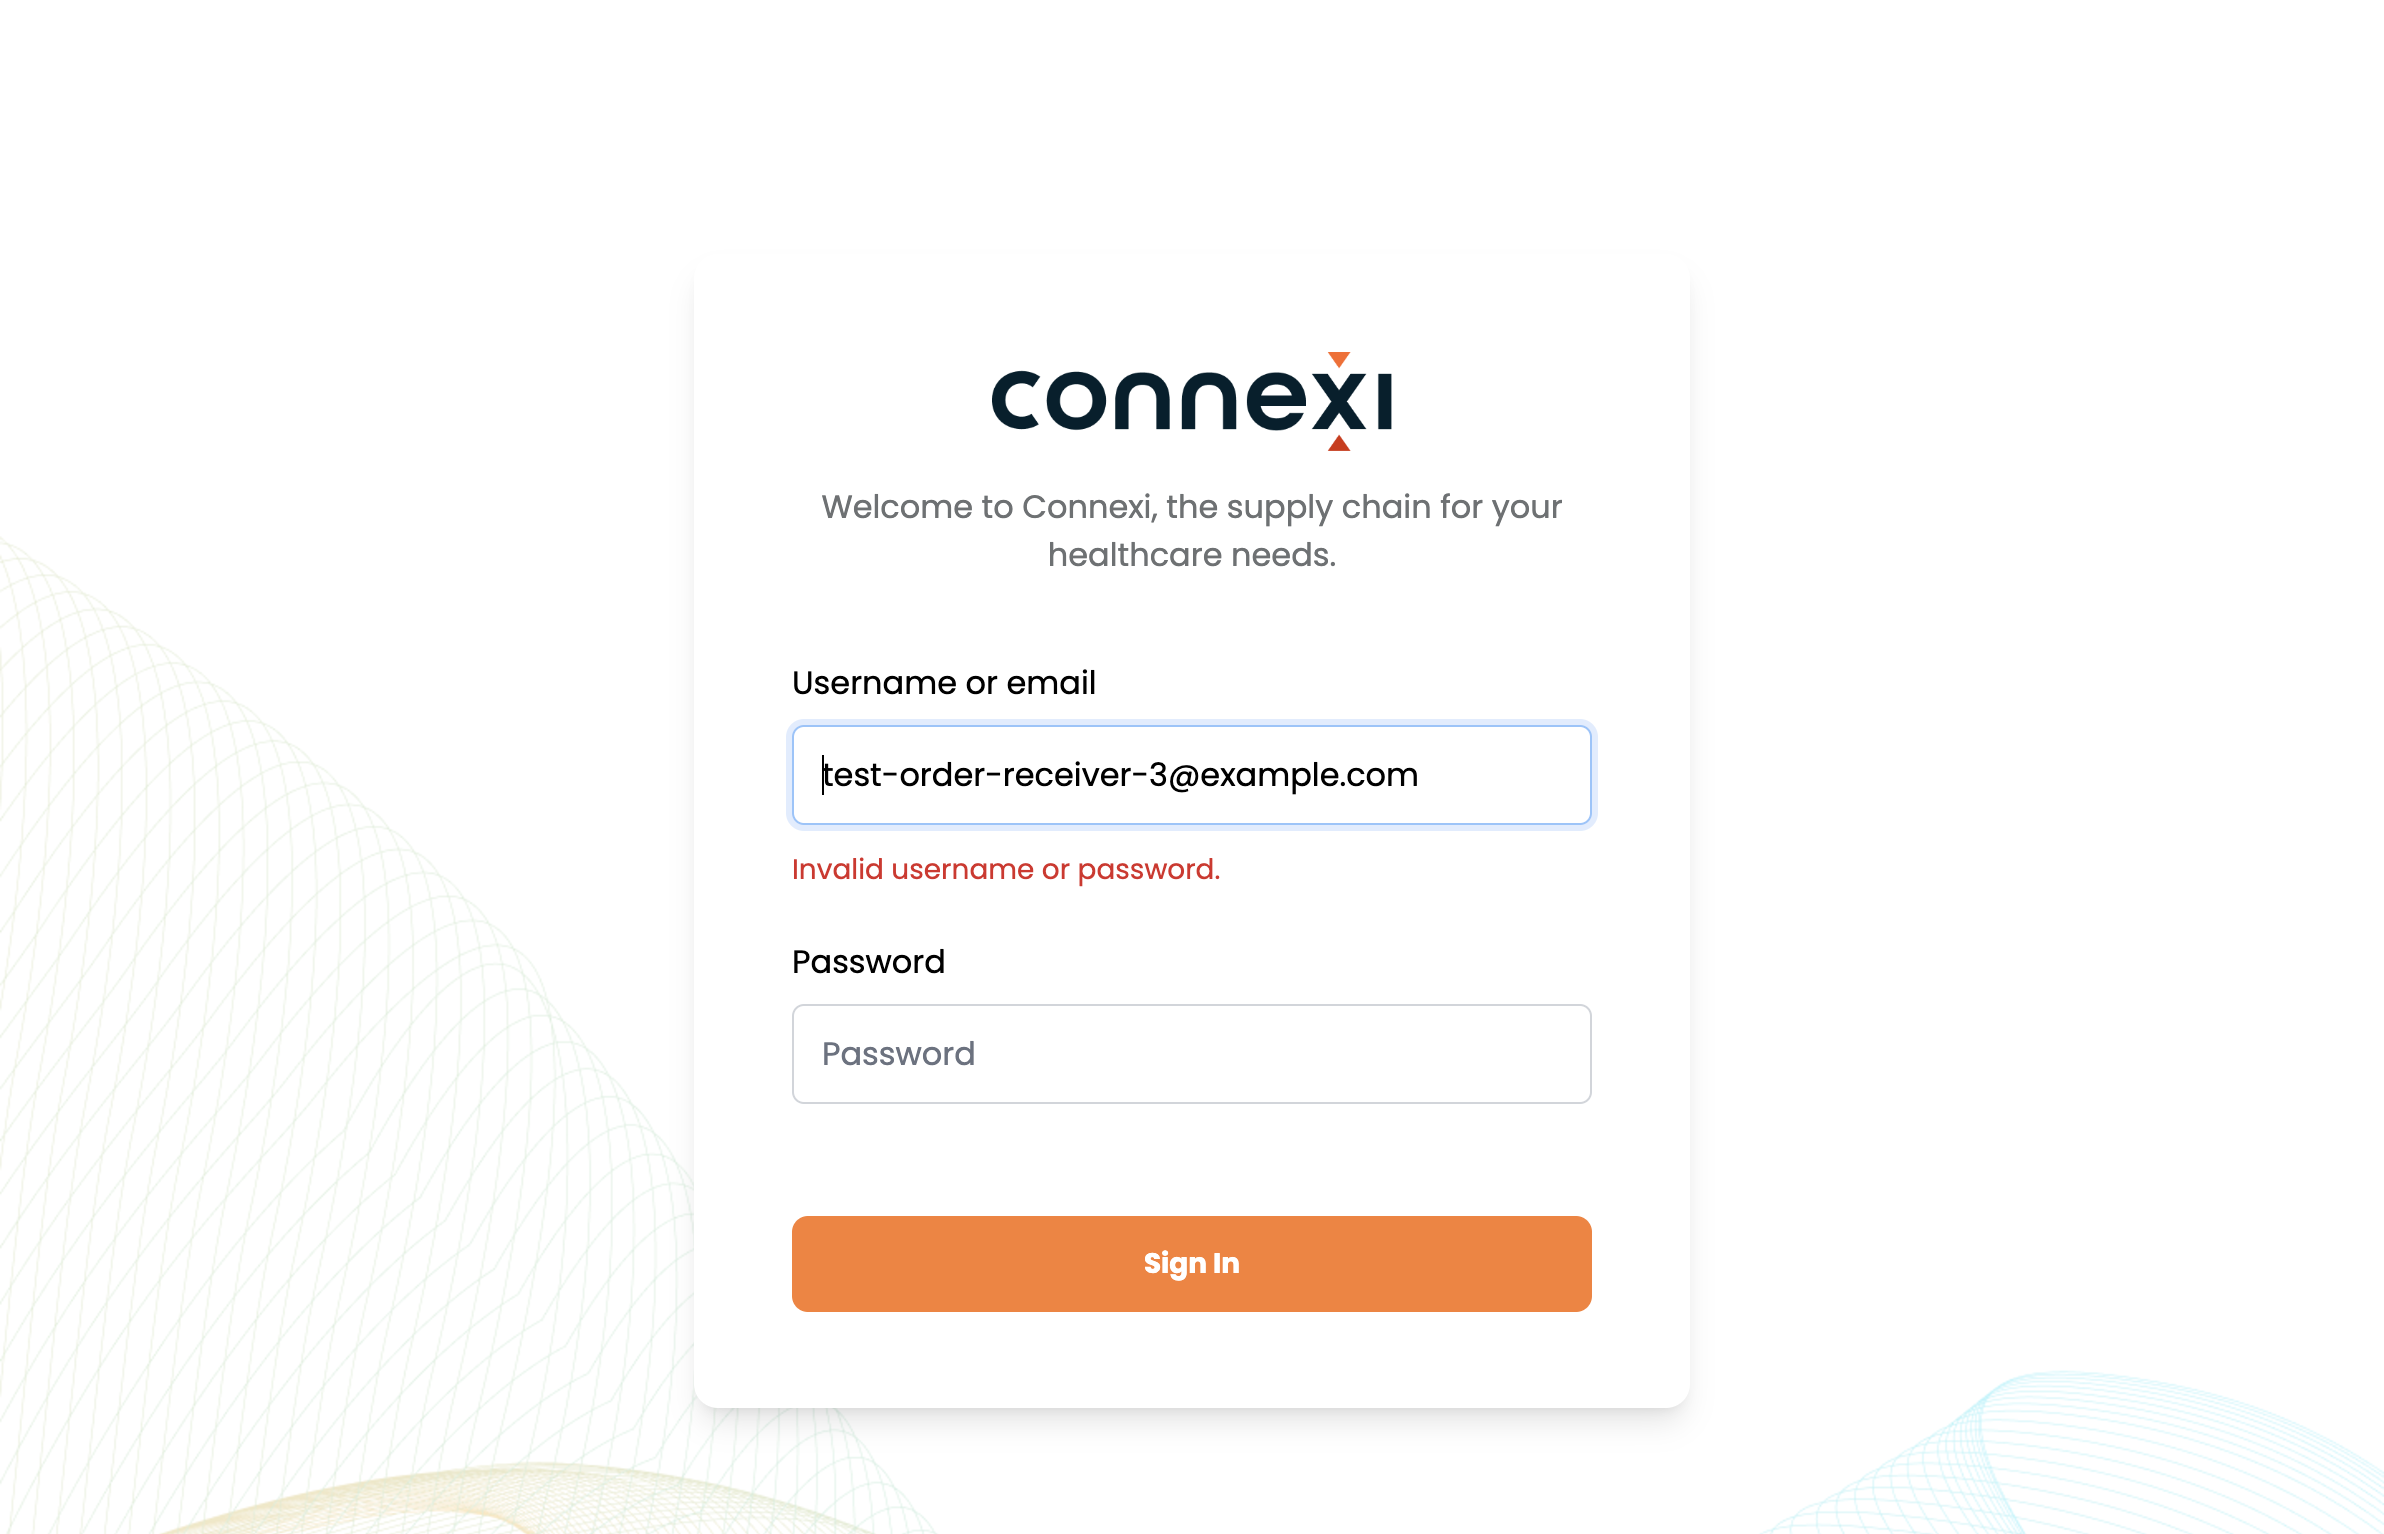 connexi
Welcome to Connexi, the supply chain for your
healthcare needs.
Username or email
test-order-receiver-3@example.com
Invalid username or password.
Password
Password
Sign In